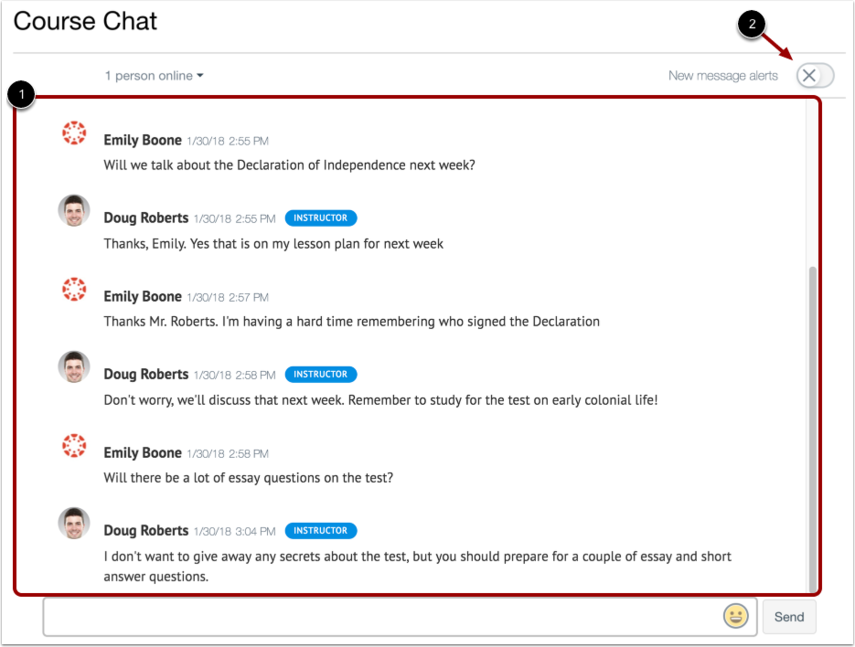 Course Chat
2
1 person online
New message alerts
1
Emily Boone 1/30/18 2:55 PM
Will we talk about the Declaration of Independence next week?
Doug Roberts 1/30/18 2:55 PM INSTRUCTOR
Thanks, Emily. Yes that is on my lesson plan for next week
Emily Boone 1/30/18 2:57 PM
Thanks Mr. Roberts. I'm having a hard time remembering who signed the Declaration
Doug Roberts 1/30/18 2:58 PM INSTRUCTOR
Don't worry, we'll discuss that next week. Remember to study for the test on early colonial life!
Emily Boone 1/30/18 2:58 PM
Will there be a lot of essay questions on the test?
Doug Roberts 1/30/18 3:04 PM INSTRUCTOR
I don't want to give away any secrets about the test, but you should prepare for a couple of essay and short
answer questions.
Send